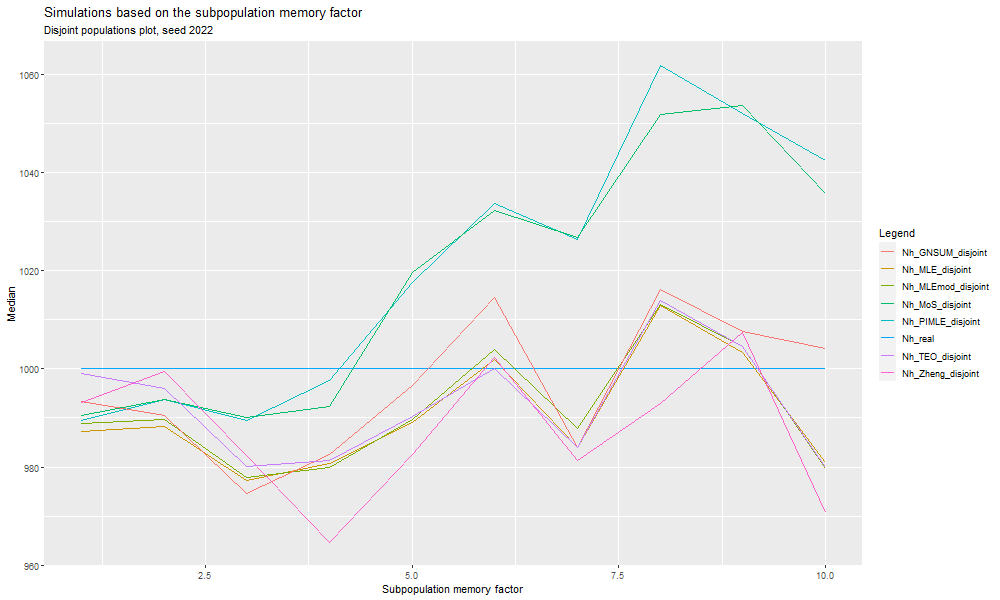 Simulations based on the subpopulation memory factor
Disjoint populations plot, seed 2022
Median
1060
1040
1020
1000
980
960
2.5
5.0
7.5
10.0
Subpopulation memory factor
Legend
Nh_GNSUM_disjoint
Nh_MLE_disjoint
Nh_MLEmod_disjoint
Nh_MoS_disjoint
Nh_PIMLE_disjoint
Nh_real
Nh_TEO_disjoint
Nh_Zheng_disjoint